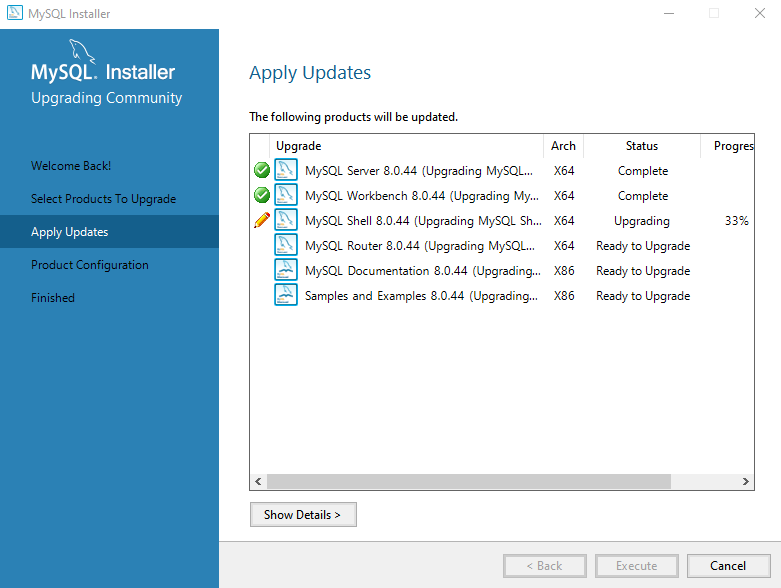 MySQL Installer
MySQL. Installer
Upgrading Community
Welcome Back!
Select Products To Upgrade
Apply Updates
Product Configuration
Finished
Apply Updates
The following products will be updated.
Upgrade Arch Status Progres
MySQL Server 8.0.44 (Upgrading MySQL... X64 Complete
MySQL Workbench 8.0.44 (Upgrading My... X64 Complete
MySQL Shell 8.0.44 (Upgrading MySQL Sh... X64 Upgrading 33%
MySQL Router 8.0.44 (Upgrading MySQL... X64 Ready to Upgrade
MySQL Documentation 8.0.44 (Upgrading... X86 Ready to Upgrade
Samples and Examples 8.0.44 (Upgrading... X86 Ready to Upgrade
Show Details >
< Back Execute Cancel